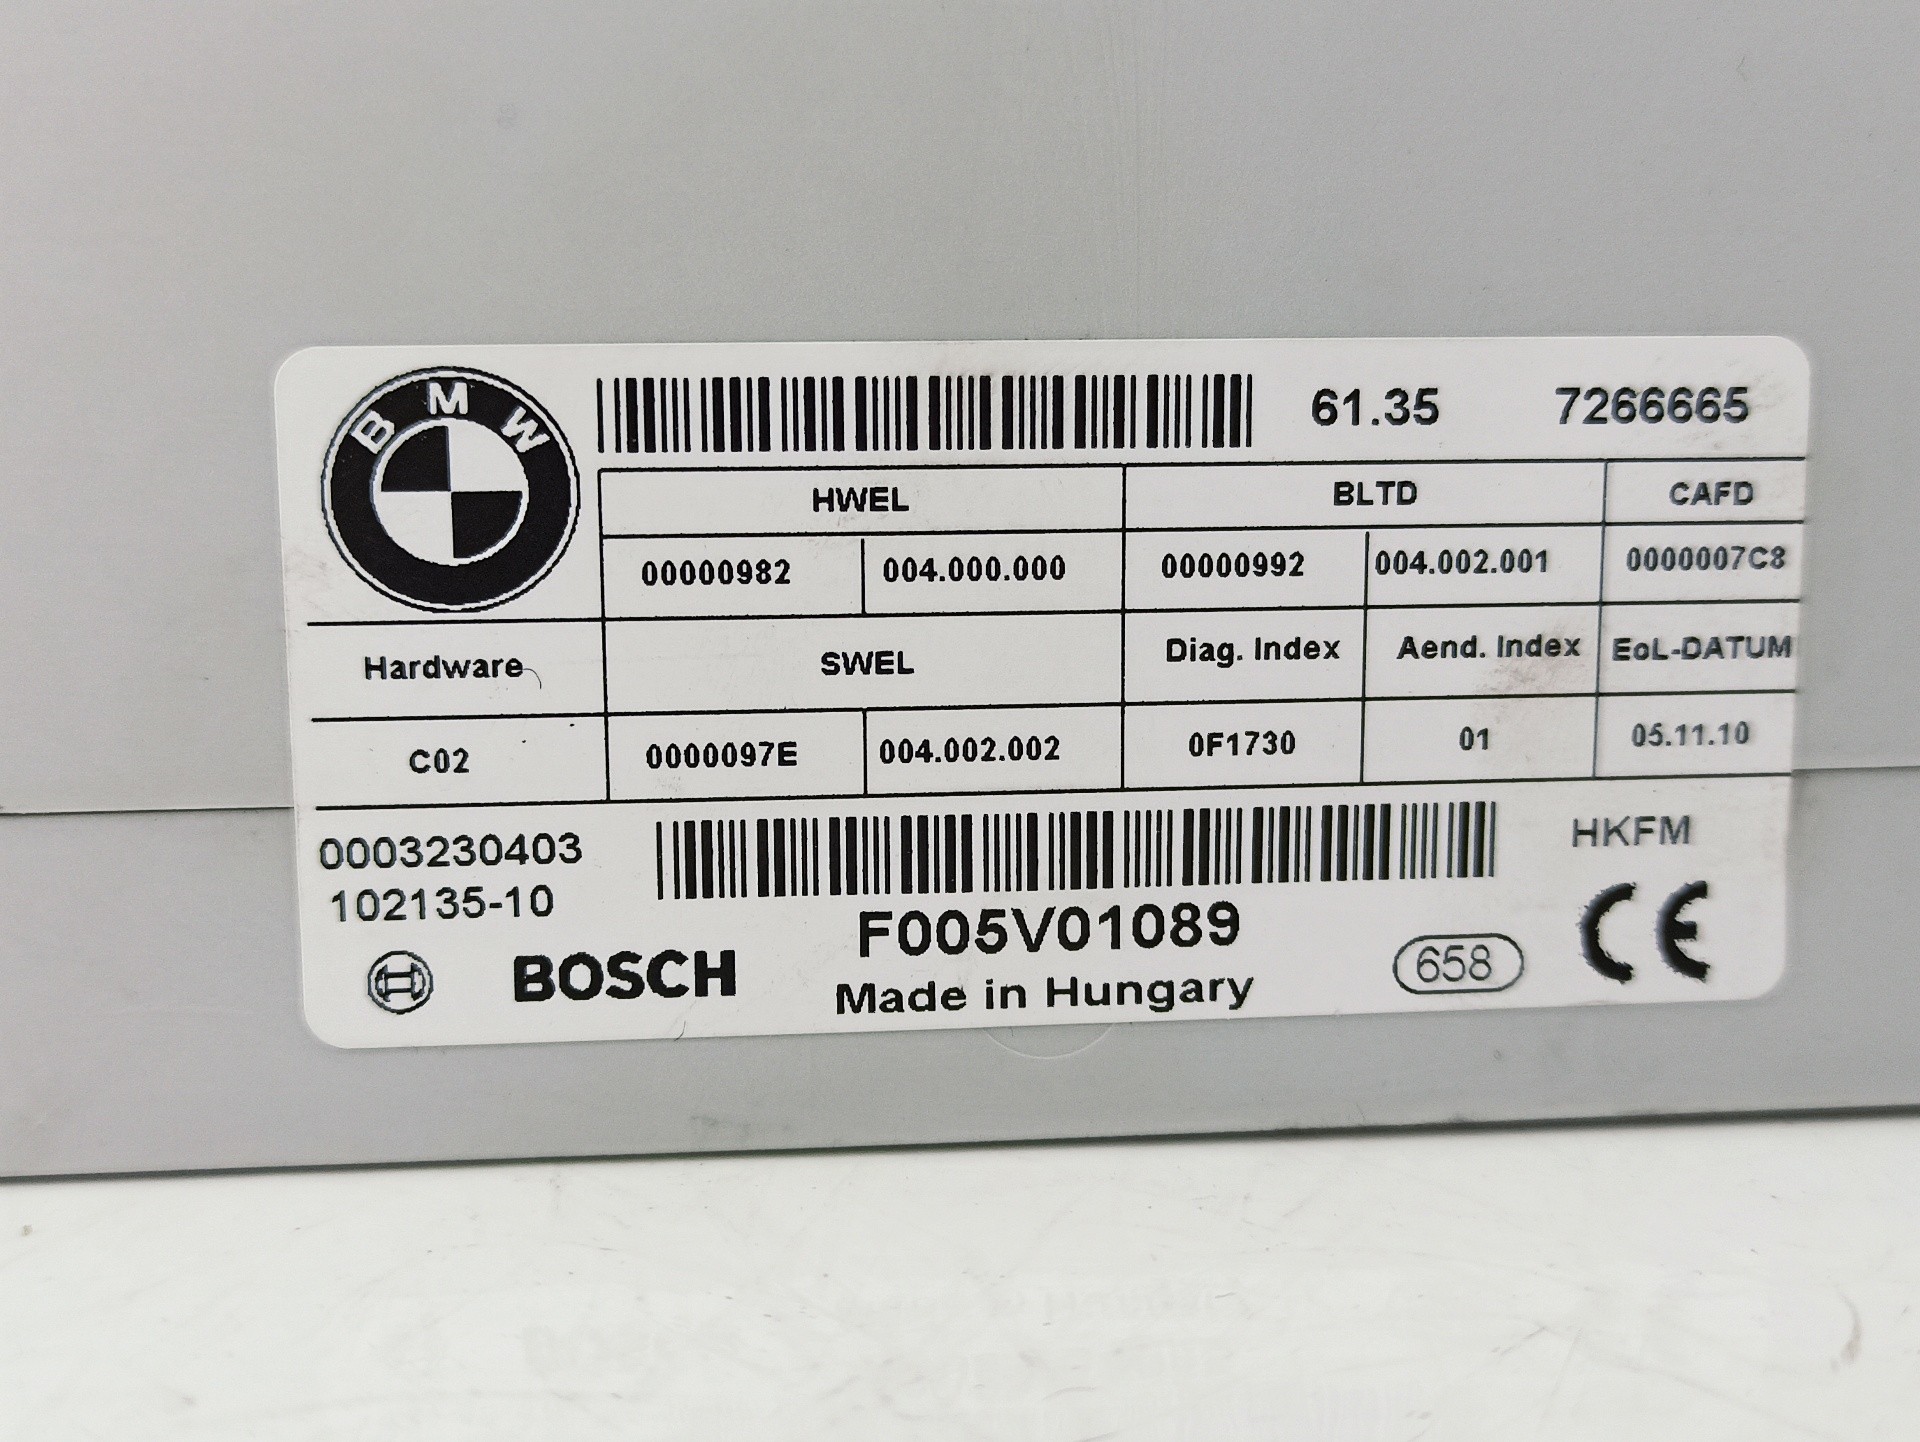 BMW
61.35 7266665
HWEL BLTD CAFD
00000982 004.000.000 00000992 004.002.001 0000007C8
Hardware SWEL Diag. Index Aend. Index EoL-DATUM
C02 0000097E 004.002.002 0F1730 01 05.11.10
0003230403 HKFM
102135-10
F005V01089
BOSCH Made in Hungary 658 CE